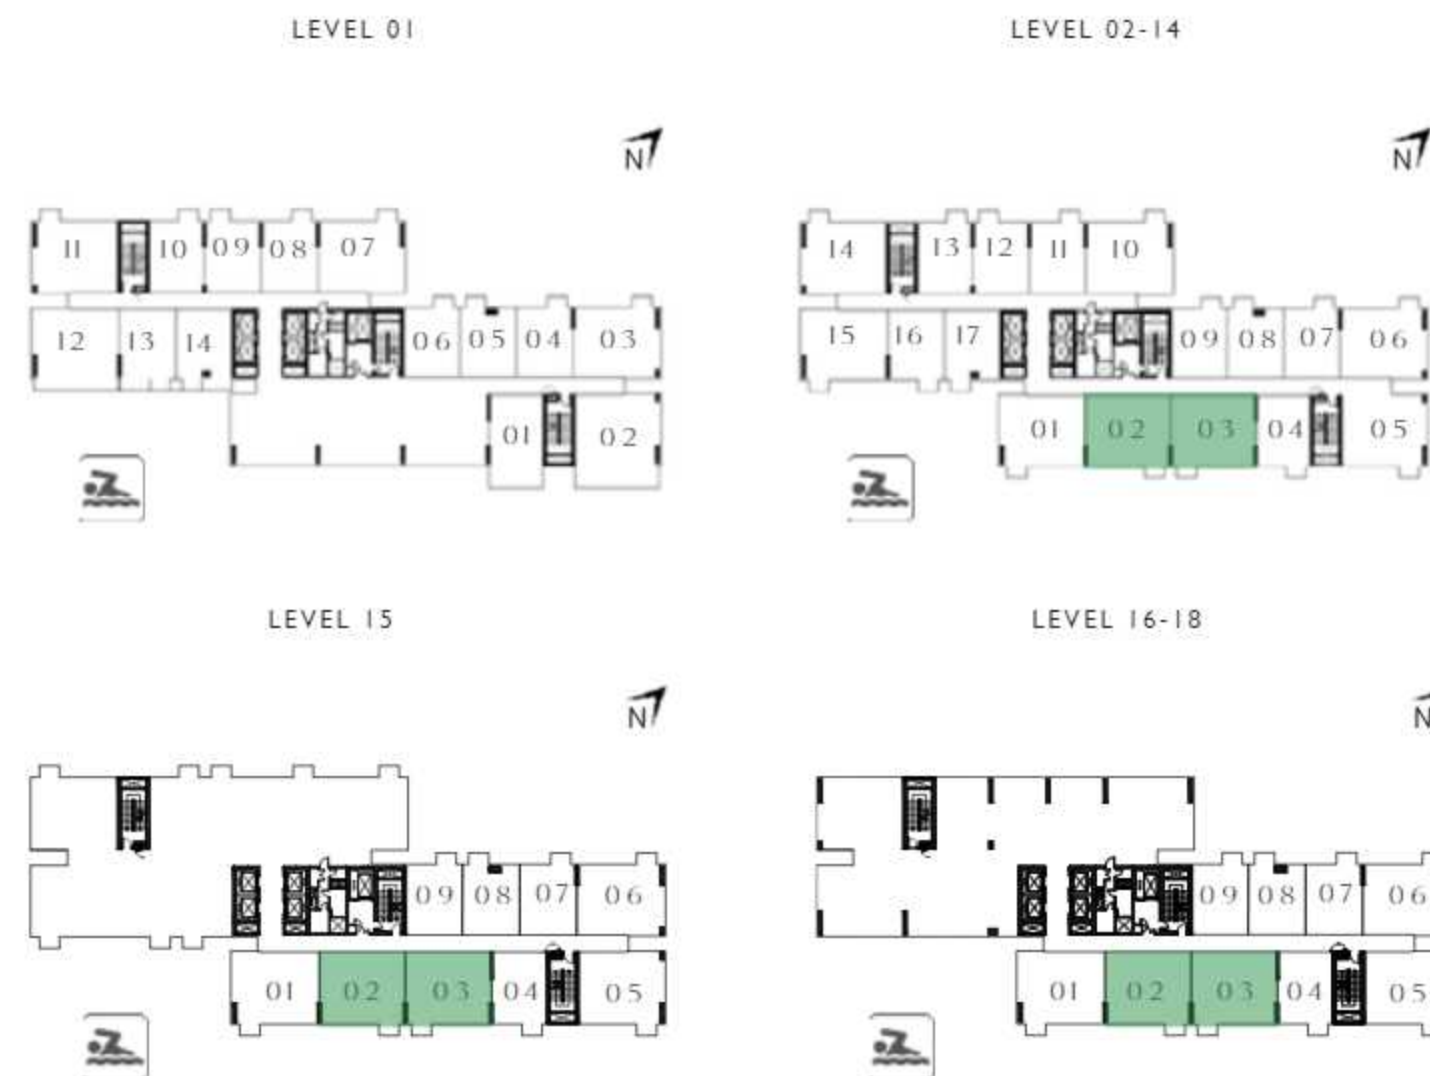 LEVEL 01
N
11 10 09 08 07
12 13 14 06 05 04 03
01 02
LEVEL 02-14
N
14 13 12 11 10
15 16 17 09 08 07 06
01 02 03 04 05
LEVEL 15
N
09 08 07 06
01 02 03 04 05
LEVEL 16-18
N
09 08 07 06
01 02 03 04 05